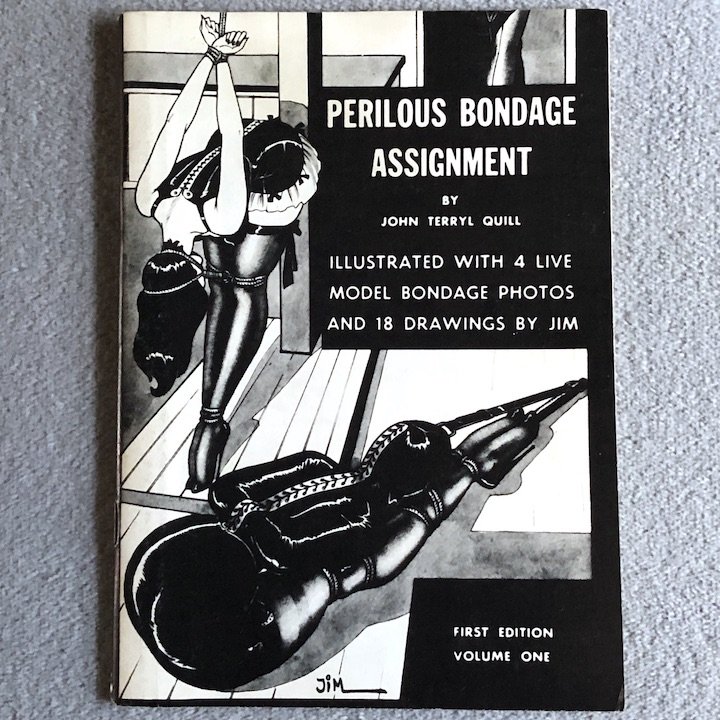 PERILOUS BONDAGE
ASSIGNMENT
BY
JOHN TERRYL QUILL
ILLUSTRATED WITH 4 LIVE
MODEL BONDAGE PHOTOS
AND 18 DRAWINGS BY JIM
FIRST EDITION
VOLUME ONE
JIM